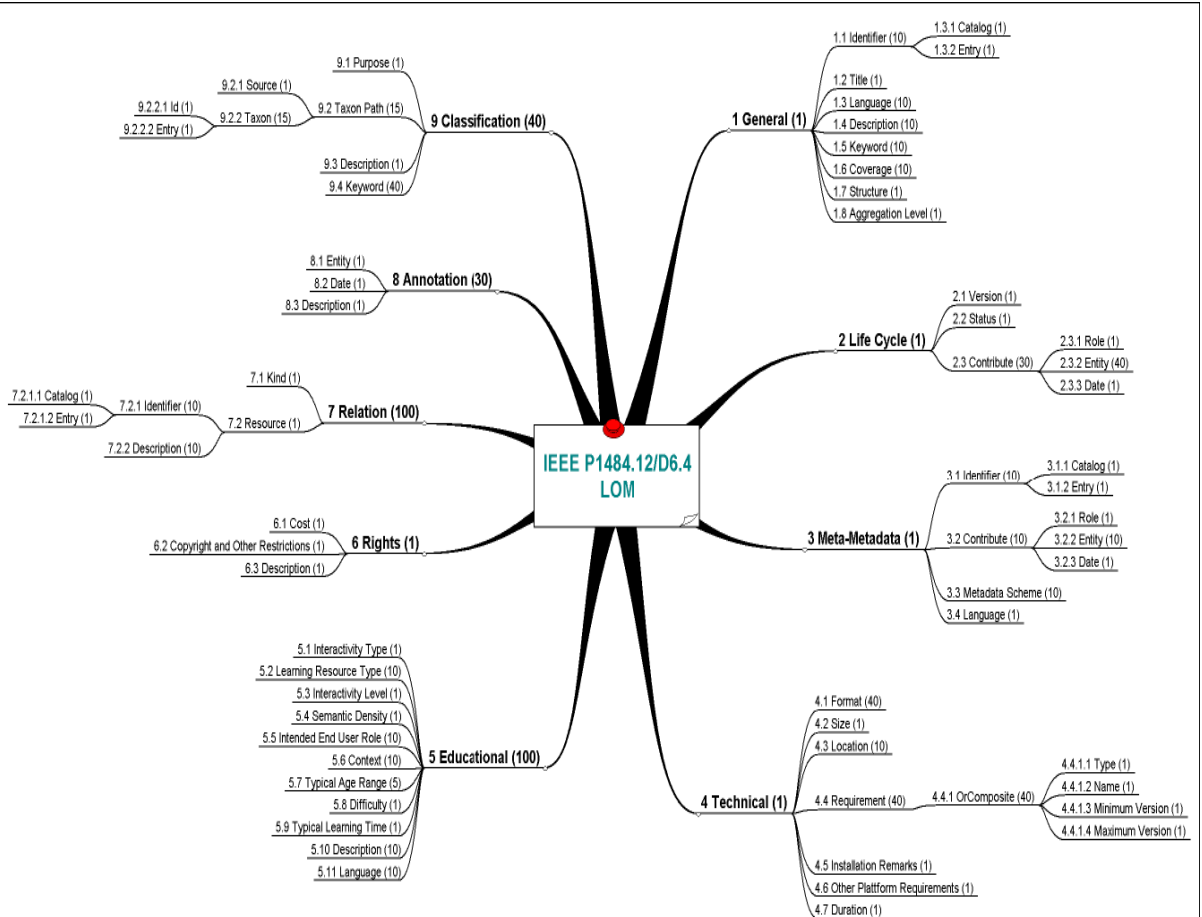 IEEE P1484.12/D6.4
LOM
1 General (1)
1.1 Identifier (10)
1.3.1 Catalog (1)
1.3.2 Entry (1)
1.2 Title (1)
1.3 Language (10)
1.4 Description (10)
1.5 Keyword (10)
1.6 Coverage (10)
1.7 Structure (1)
1.8 Aggregation Level (1)
2 Life Cycle (1)
2.1 Version (1)
2.2 Status (1)
2.3 Contribute (30)
2.3.1 Role (1)
2.3.2 Entity (40)
2.3.3 Date (1)
3 Meta-Metadata (1)
3.1 Identifier (10)
3.1.1 Catalog (1)
3.1.2 Entry (1)
3.2 Contribute (10)
3.2.1 Role (1)
3.2.2 Entity (10)
3.2.3 Date (1)
3.3 Metadata Scheme (10)
3.4 Language (1)
4 Technical (1)
4.1 Format (40)
4.2 Size (1)
4.3 Location (10)
4.4 Requirement (40)
4.4.1 OrComposite (40)
4.4.1.1 Type (1)
4.4.1.2 Name (1)
4.4.1.3 Minimum Version (1)
4.4.1.4 Maximum Version (1)
4.5 Installation Remarks (1)
4.6 Other Plattform Requirements (1)
4.7 Duration (1)
5 Educational (100)
5.1 Interactivity Type (1)
5.2 Learning Resource Type (10)
5.3 Interactivity Level (1)
5.4 Semantic Density (1)
5.5 Intended End User Role (10)
5.6 Context (10)
5.7 Typical Age Range (5)
5.8 Difficulty (1)
5.9 Typical Learning Time (1)
5.10 Description (10)
5.11 Language (10)
6 Rights (1)
6.1 Cost (1)
6.2 Copyright and Other Restrictions (1)
6.3 Description (1)
7 Relation (100)
7.1 Kind (1)
7.2 Resource (1)
7.2.1 Identifier (10)
7.2.1.1 Catalog (1)
7.2.1.2 Entry (1)
7.2.2 Description (10)
8 Annotation (30)
8.1 Entity (1)
8.2 Date (1)
8.3 Description (1)
9 Classification (40)
9.1 Purpose (1)
9.2 Taxon Path (15)
9.2.1 Source (1)
9.2.2 Taxon (15)
9.2.2.1 Id (1)
9.2.2.2 Entry (1)
9.3 Description (1)
9.4 Keyword (40)